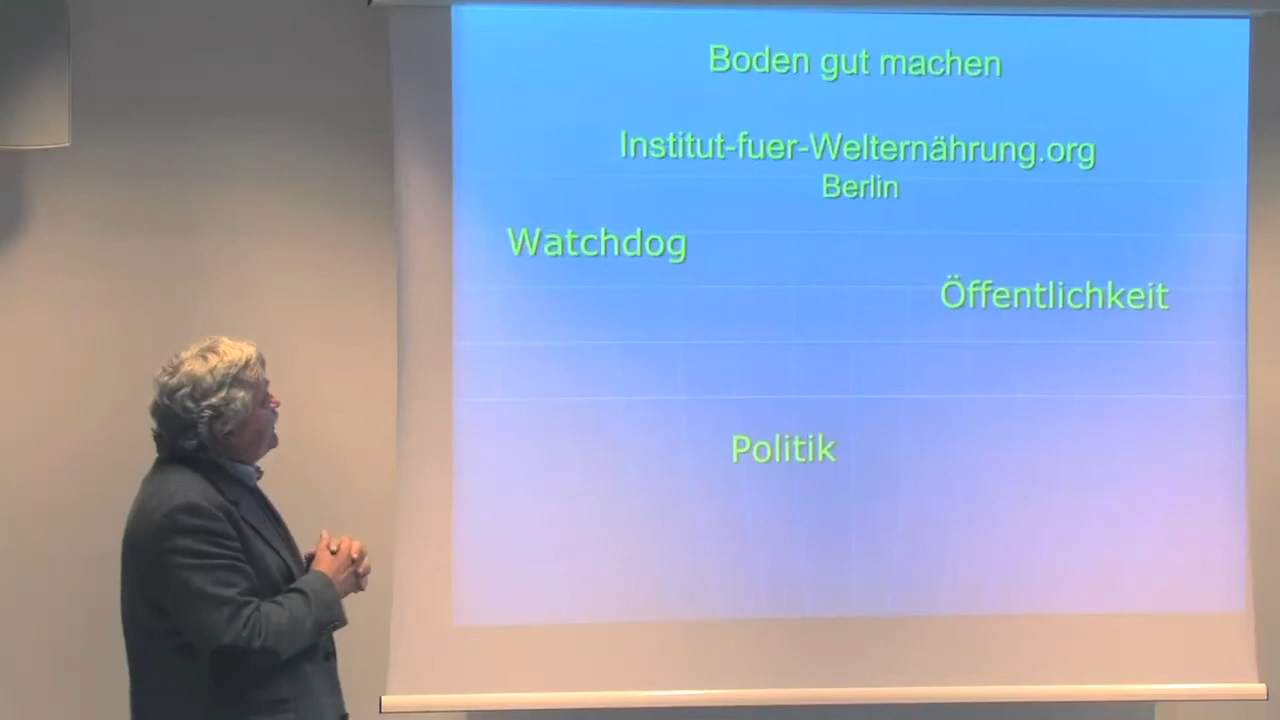 Boden gut machen
Institut-fuer-Welternährung.org
Berlin
Watchdog
Öffentlichkeit
Politik